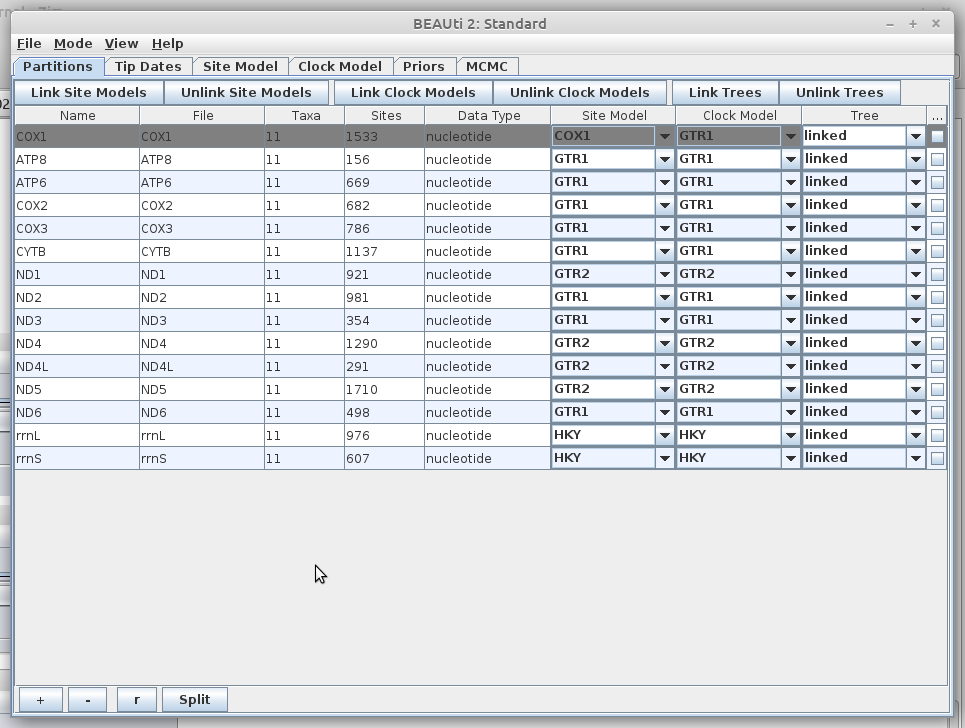 BEAUti 2: Standard
File Mode View Help
Partitions Tip Dates Site Model Clock Model Priors MCMC
Link Site Models Unlink Site Models Link Clock Models Unlink Clock Models Link Trees Unlink Trees
Name File Taxa Sites Data Type Site Model Clock Model Tree ...
COX1 COX1 11 1533 nucleotide COX1 GTR1 linked
ATP8 ATP8 11 156 nucleotide GTR1 GTR1 linked
ATP6 ATP6 11 669 nucleotide GTR1 GTR1 linked
COX2 COX2 11 682 nucleotide GTR1 GTR1 linked
COX3 COX3 11 786 nucleotide GTR1 GTR1 linked
CYTB CYTB 11 1137 nucleotide GTR1 GTR1 linked
ND1 ND1 11 921 nucleotide GTR2 GTR2 linked
ND2 ND2 11 981 nucleotide GTR1 GTR1 linked
ND3 ND3 11 354 nucleotide GTR1 GTR1 linked
ND4 ND4 11 1290 nucleotide GTR2 GTR2 linked
ND4L ND4L 11 291 nucleotide GTR2 GTR2 linked
ND5 ND5 11 1710 nucleotide GTR2 GTR2 linked
ND6 ND6 11 498 nucleotide GTR1 GTR1 linked
rrnL rrnL 11 976 nucleotide HKY HKY linked
rrnS rrnS 11 607 nucleotide HKY HKY linked
+ - r Split